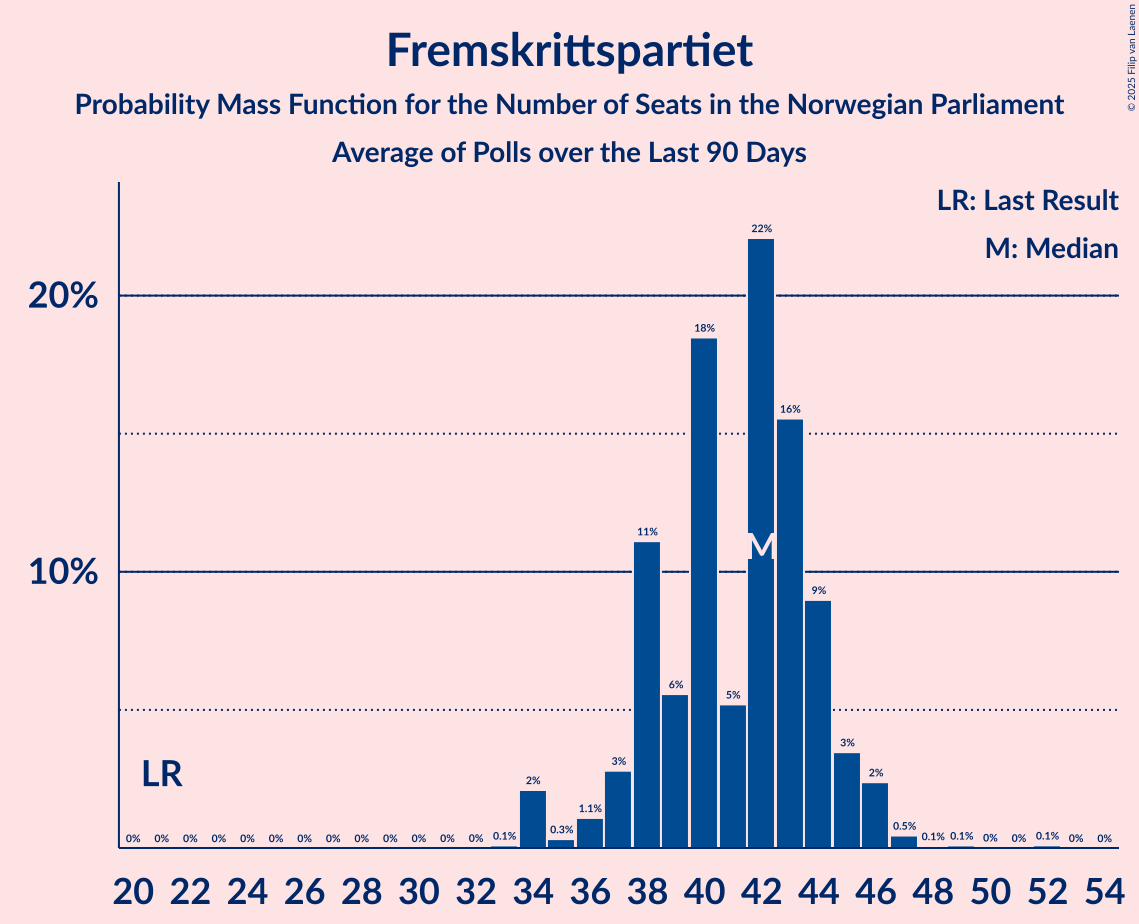 Fremskrittspartiet
Probability Mass Function for the Number of Seats in the Norwegian Parliament
Average of Polls over the Last 90 Days
© 2025 Filip van Laenen
LR: Last Result
M: Median
20%
10%
LR
M
0% 0% 0% 0% 0% 0% 0% 0% 0% 0% 0% 0% 0% 0.1% 2% 0.3% 1.1% 3% 11% 6% 18% 5% 22% 16% 9% 3% 2% 0.5% 0.1% 0.1% 0% 0% 0.1% 0% 0%
20 22 24 26 28 30 32 34 36 38 40 42 44 46 48 50 52 54